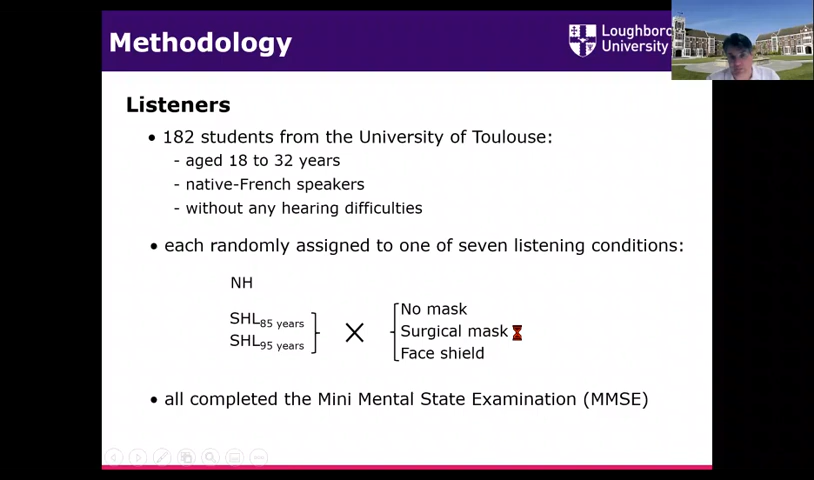 Methodology
Loughboro
University
Listeners
• 182 students from the University of Toulouse:
- aged 18 to 32 years
- native-French speakers
- without any hearing difficulties
• each randomly assigned to one of seven listening conditions:
NH
SHL85 years
SHL95 years
×
No mask
Surgical mask
Face shield
• all completed the Mini Mental State Examination (MMSE)